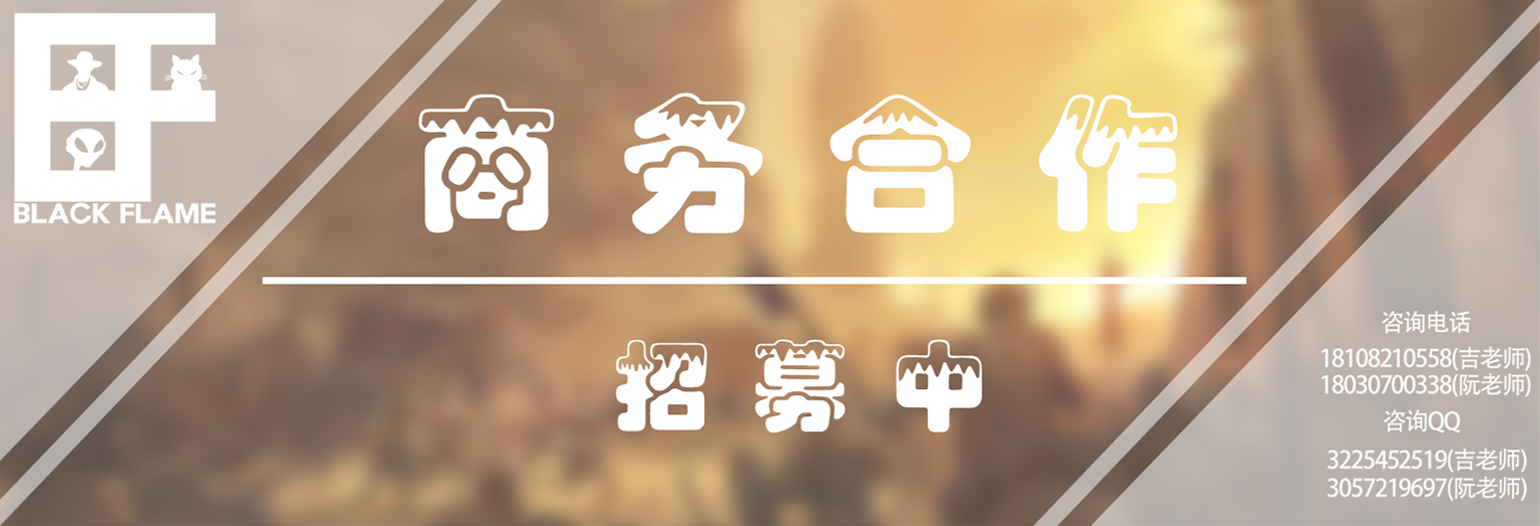 BLACK FLAME
商务合作
招募中
咨询电话
18108210558(吉老师)
18030700338(阮老师)
咨询QQ
3225452519(吉老师)
3057219697(阮老师)